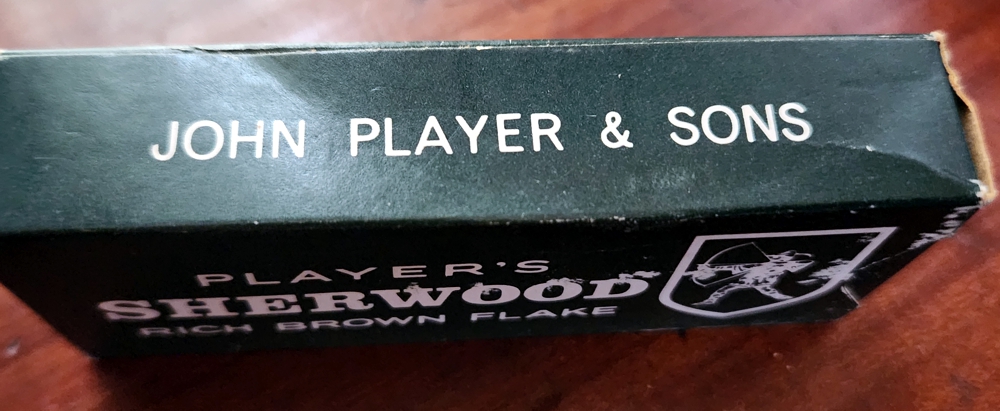 JOHN PLAYER & SONS
PLAYER'S
SHERWOOD
RICH BROWN FLAKE